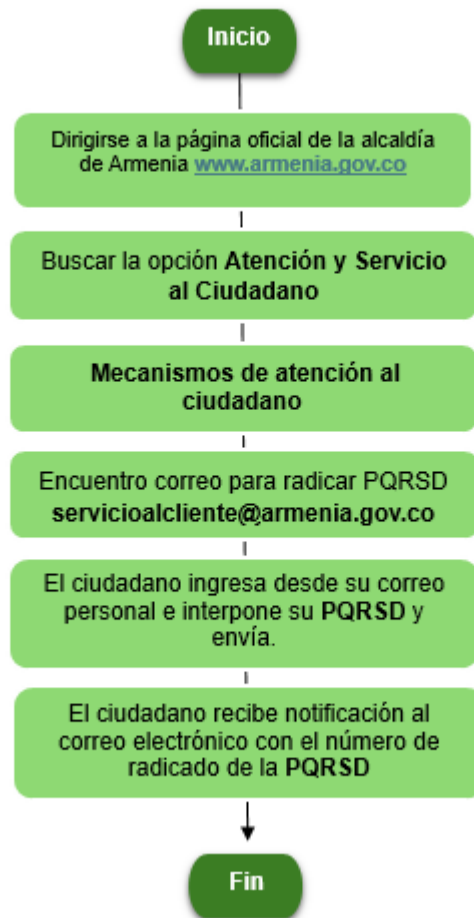 Inicio
Dirigirse a la página oficial de la alcaldía
de Armenia www.armenia.gov.co
Buscar la opción Atención y Servicio
al Ciudadano
Mecanismos de atención al
ciudadano
Encuentro correo para radicar PQRSD
servicioalcliente@armenia.gov.co
El ciudadano ingresa desde su correo
personal e interpone su PQRSD y
envía.
El ciudadano recibe notificación al
correo electrónico con el número de
radicado de la PQRSD
Fin